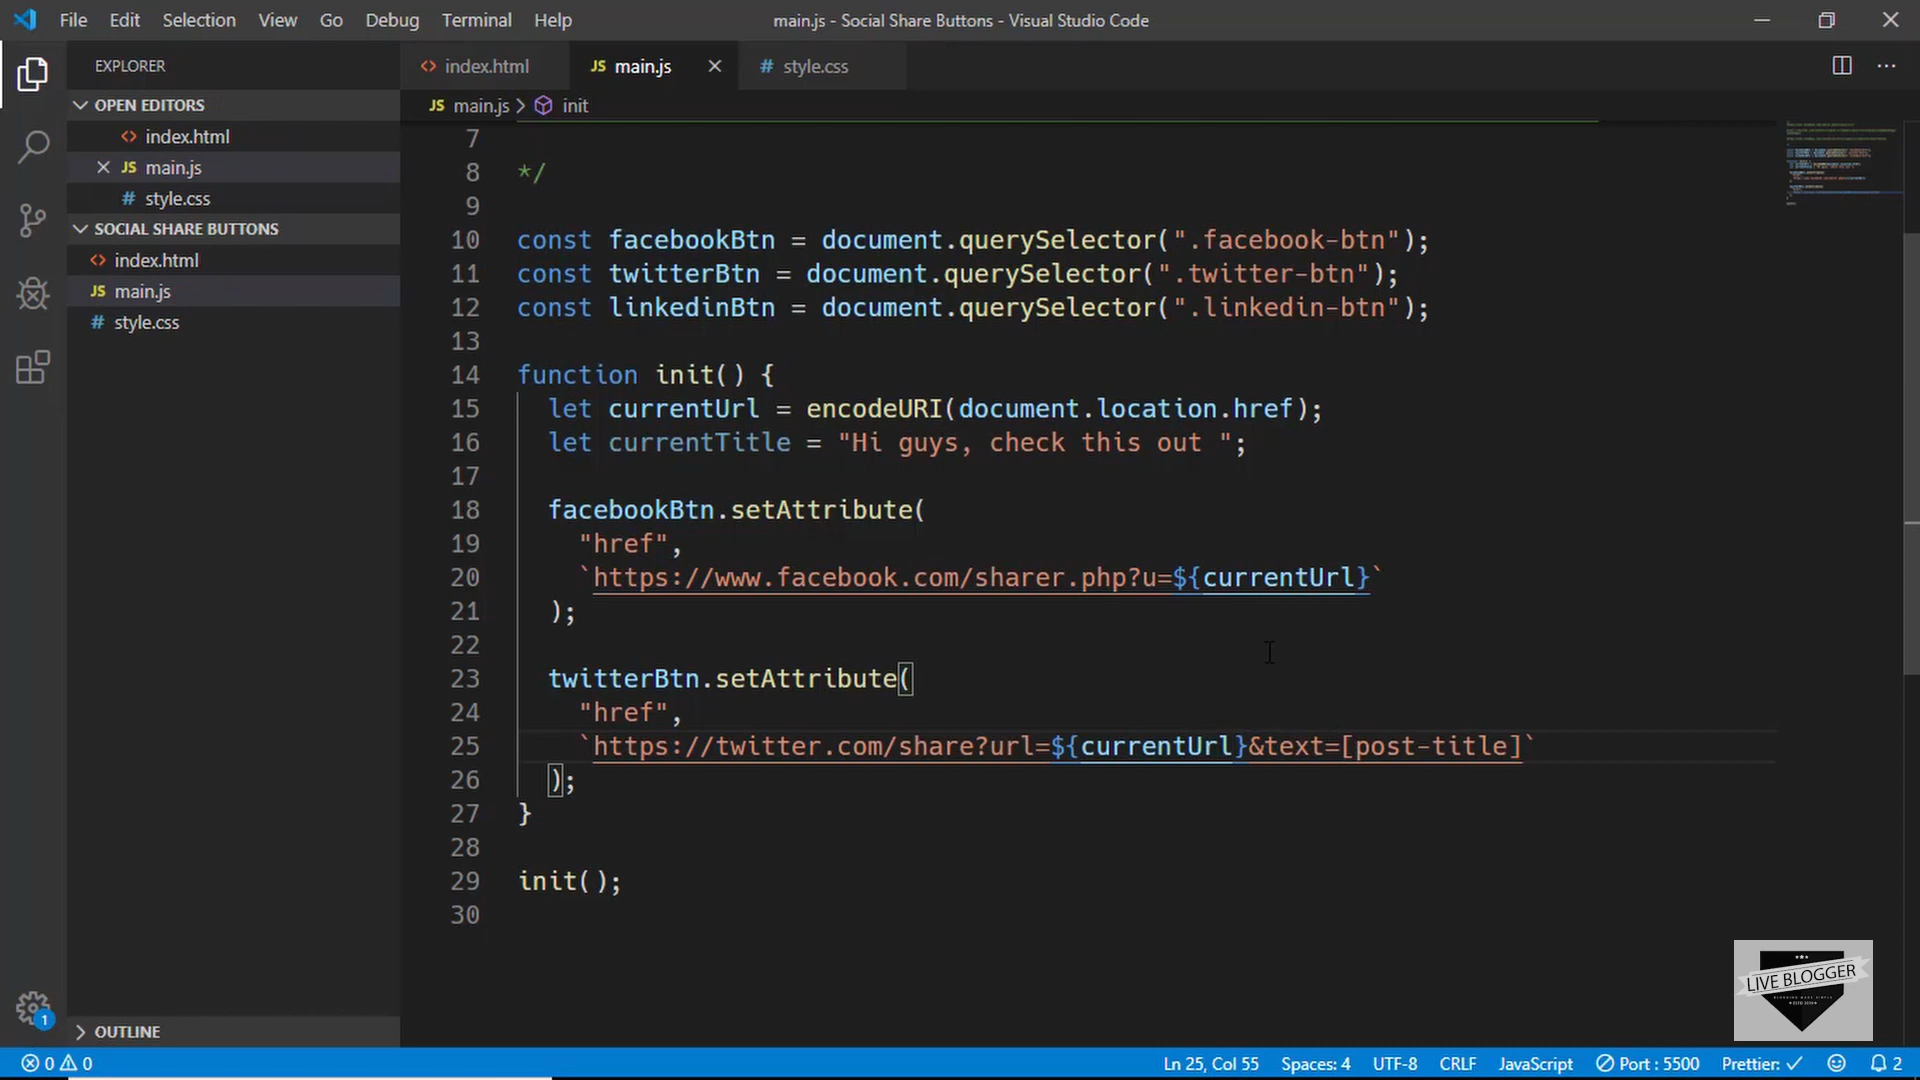 File Edit Selection View Go Debug Terminal Help
main.js - Social Share Buttons - Visual Studio Code
EXPLORER
OPEN EDITORS
<> index.html
JS main.js
# style.css
SOCIAL SHARE BUTTONS
<> index.html
JS main.js
# style.css
OUTLINE
<> index.html JS main.js # style.css
JS main.js > init
7
8 */
9
10 const facebookBtn = document.querySelector(".facebook-btn");
11 const twitterBtn = document.querySelector(".twitter-btn");
12 const linkedinBtn = document.querySelector(".linkedin-btn");
13
14 function init() {
15 let currentUrl = encodeURI(document.location.href);
16 let currentTitle = "Hi guys, check this out ";
17
18 facebookBtn.setAttribute(
19 "href",
20 `https://www.facebook.com/sharer.php?u=${currentUrl}`
21 );
22
23 twitterBtn.setAttribute(
24 "href",
25 `https://twitter.com/share?url=${currentUrl}&text=[post-title]`
26 );
27 }
28
29 init();
30
LIVE BLOGGER
1
0 0
Ln 25, Col 55 Spaces: 4 UTF-8 CRLF JavaScript Port : 5500 Prettier: ✓ 2